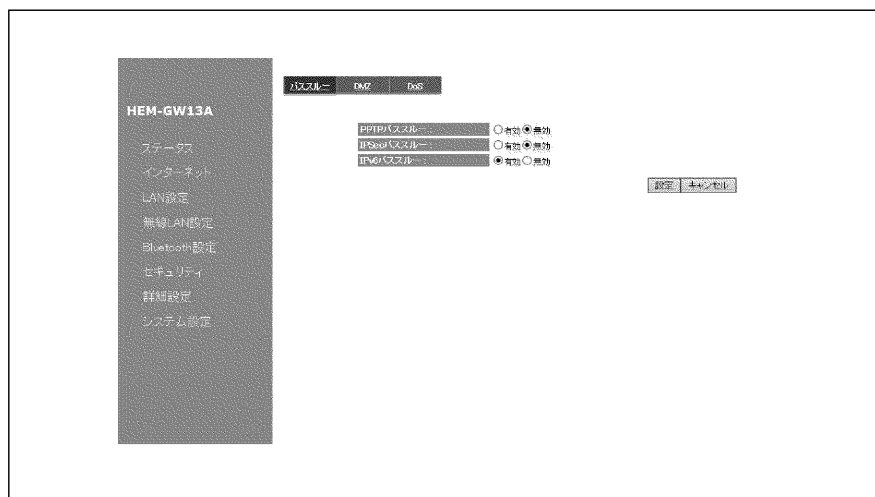 HEM-GW13A
ステータス
インターネット
LAN設定
無線LAN設定
Bluetooth設定
セキュリティ
詳細設定
システム設定
パススルー DMZ DoS
PPTPパススルー： 有効 無効
IPSecパススルー： 有効 無効
IPv6パススルー： 有効 無効
設定 キャンセル